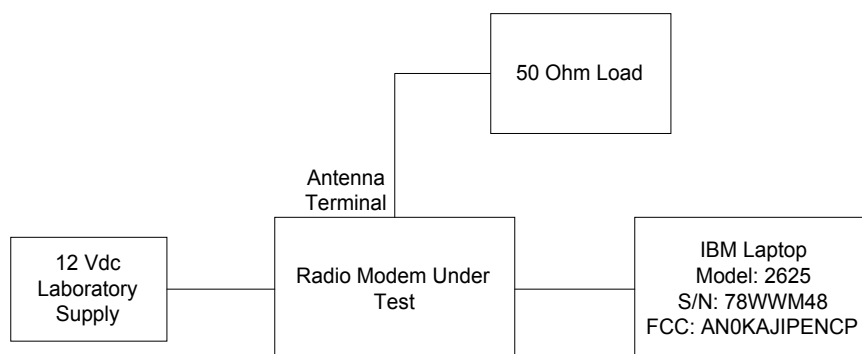 50 Ohm Load
Antenna
Terminal
12 Vdc
Laboratory
Supply
Radio Modem Under
Test
IBM Laptop
Model: 2625
S/N: 78WWM48
FCC: AN0KAJIPENCP